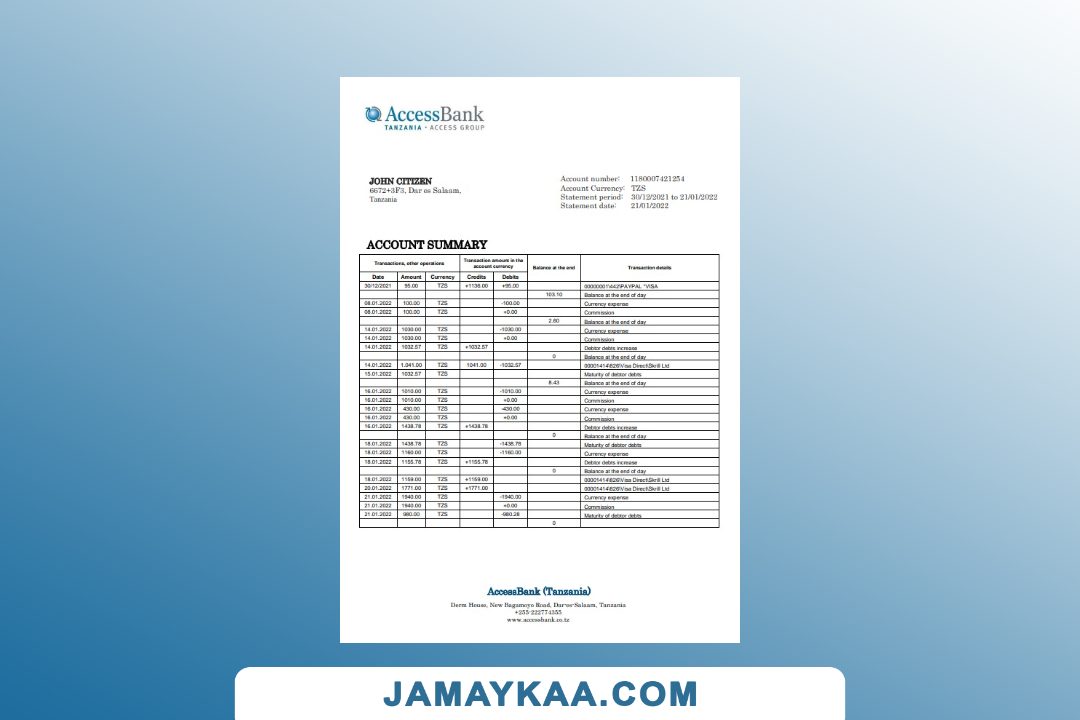 AccessBank
TANZANIA • ACCESS GROUP
JOHN CITIZEN
6672+3F3, Dar es Salaam,
Tanzania
Account number: 1180007421254
Account Currency: TZS
Statement period: 30/12/2021 to 21/01/2022
Statement date: 21/01/2022
ACCOUNT SUMMARY
Transactions, other operations Transaction amount in the account currency Balance at the end Transaction details
Date Amount Currency Credits Debits
30/12/2021 95.00 TZS +1136.00 +95.00 00000001\442\PAYPAL *VISA
103.10 Balance at the end of day
08.01.2022 100.00 TZS -100.00 Currency expense
08.01.2022 100.00 TZS +0.00 Commission
2.60 Balance at the end of day
14.01.2022 1030.00 TZS -1030.00 Currency expense
14.01.2022 1030.00 TZS +0.00 Commission
14.01.2022 1032.57 TZS +1032.57 Debtor debts increase
0 Balance at the end of day
14.01.2022 1.041.00 TZS 1041.00 -1032.57 00001414\826\Visa Direct\Skrill Ltd
15.01.2022 1032.57 TZS Maturity of debtor debts
8.43 Balance at the end of day
16.01.2022 1010.00 TZS -1010.00 Currency expense
16.01.2022 1010.00 TZS +0.00 Commission
16.01.2022 430.00 TZS -430.00 Currency expense
16.01.2022 430.00 TZS +0.00 Commission
16.01.2022 1438.78 TZS +1438.78 Debtor debts increase
0 Balance at the end of day
18.01.2022 1438.78 TZS -1438.78 Maturity of debtor debts
18.01.2022 1160.00 TZS -1160.00 Currency expense
18.01.2022 1155.78 TZS +1155.78 Debtor debts increase
0 Balance at the end of day
18.01.2022 1159.00 TZS +1159.00 00001414\826\Visa Direct\Skrill Ltd
20.01.2022 1771.00 TZS +1771.00 00001414\826\Visa Direct\Skrill Ltd
21.01.2022 1940.00 TZS -1940.00 Currency expense
21.01.2022 1940.00 TZS +0.00 Commission
21.01.2022 980.00 TZS -980.28 Maturity of debtor debts
0
AccessBank (Tanzania)
Derm House, New Bagamoyo Road, Dar-es-Salaam, Tanzania
+255-222774355
www.accessbank.co.tz
JAMAYKAA.COM